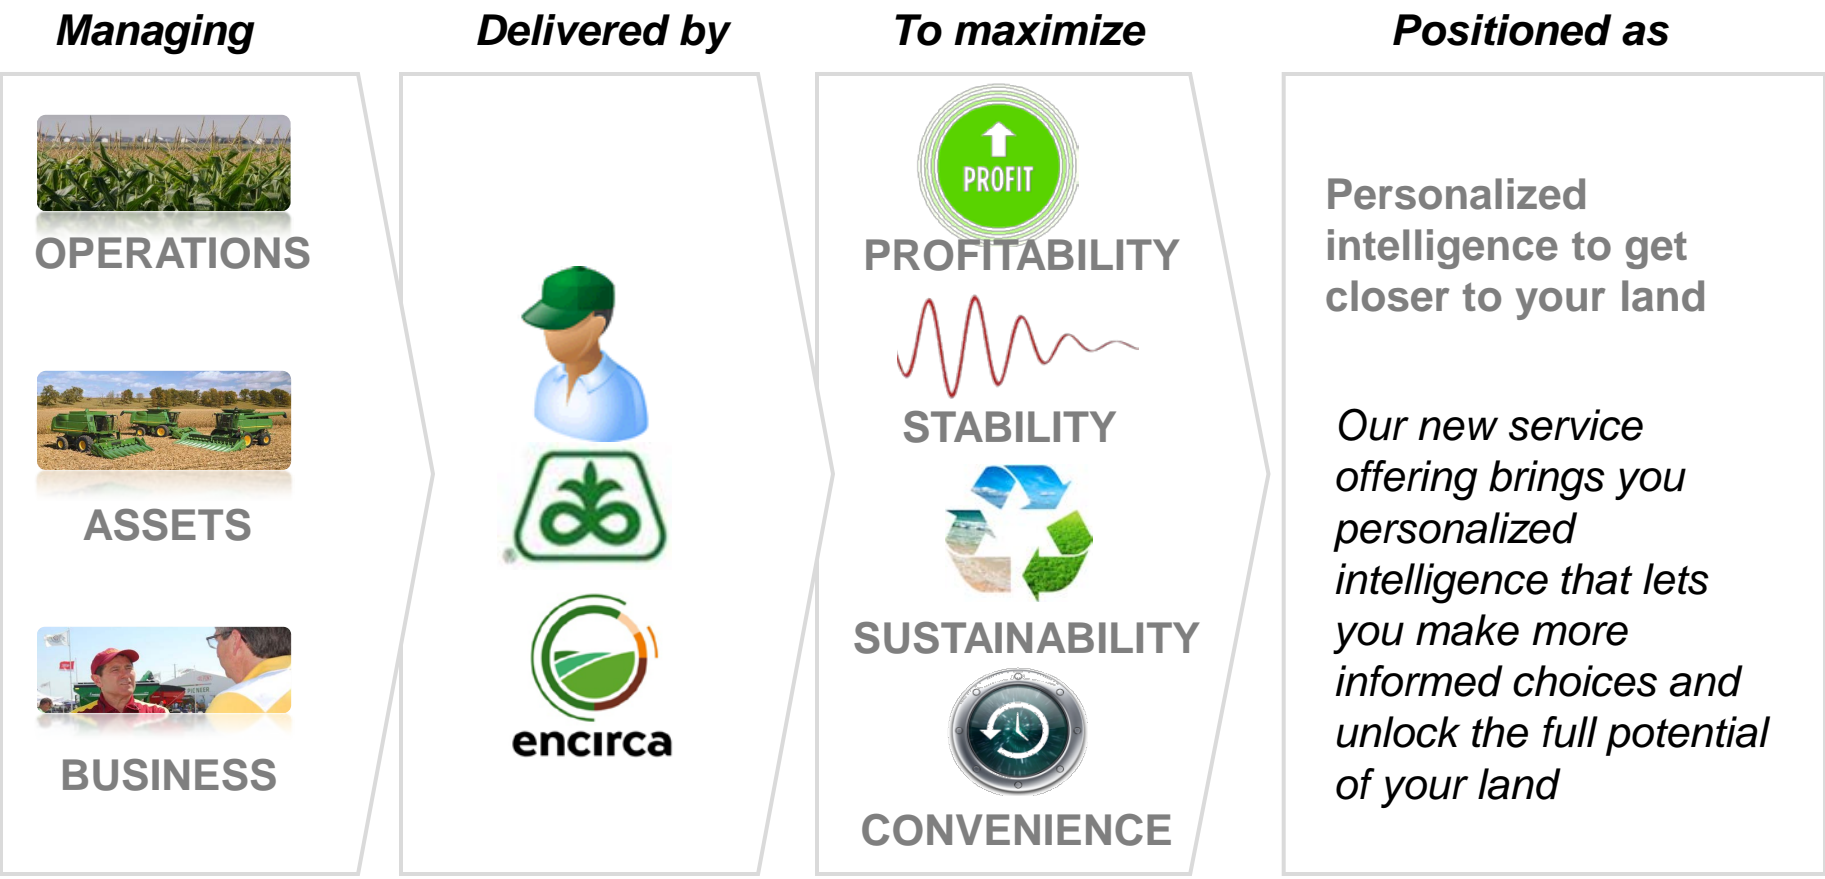 Managing
Delivered by
To maximize
Positioned as
OPERATIONS
ASSETS
BUSINESS
®
encırca
PROFIT
PROFITABILITY
STABILITY
SUSTAINABILITY
CONVENIENCE
Personalized
intelligence to get
closer to your land
Our new service
offering brings you
personalized
intelligence that lets
you make more
informed choices and
unlock the full potential
of your land